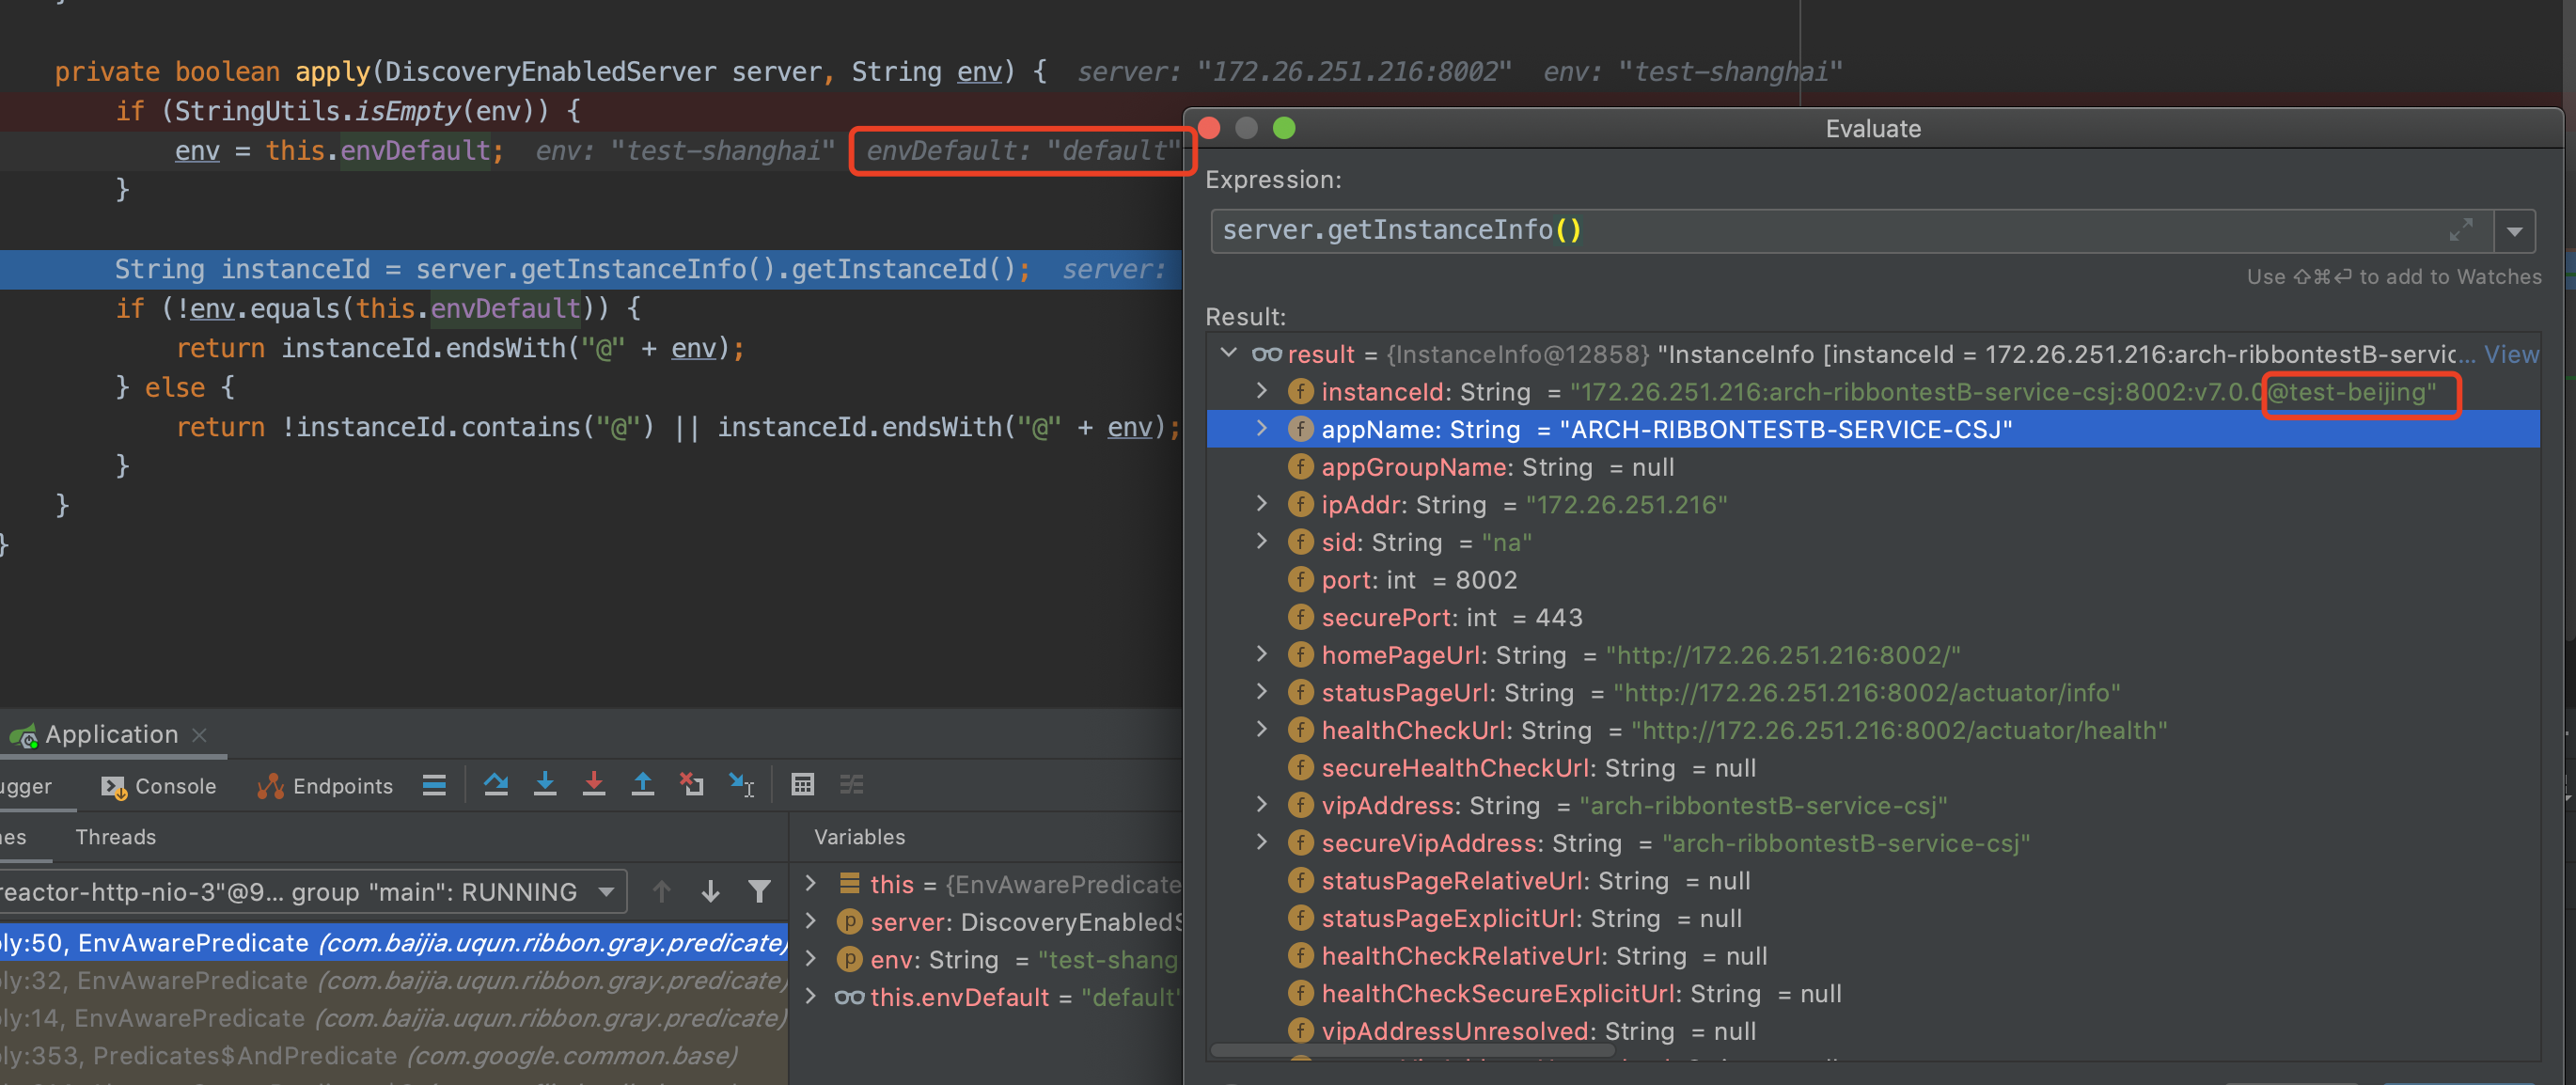 }
private boolean apply(DiscoveryEnabledServer server, String env) { server: "172.26.251.216:8002" env: "test-shanghai"
if (StringUtils.isEmpty(env)) {
env = this.envDefault; env: "test-shanghai" envDefault: "default"
}
String instanceId = server.getInstanceInfo().getInstanceId(); server:
if (!env.equals(this.envDefault)) {
return instanceId.endsWith("@" + env);
} else {
return !instanceId.contains("@") || instanceId.endsWith("@" + env);
}
}
}
Evaluate
Expression:
server.getInstanceInfo()
Use ⇧⌘⏎ to add to Watches
Result:
result = {InstanceInfo@12858} "InstanceInfo [instanceId = 172.26.251.216:arch-ribbontestB-servic... View
instanceId: String = "172.26.251.216:arch-ribbontestB-service-csj:8002:v7.0.0@test-beijing"
appName: String = "ARCH-RIBBONTESTB-SERVICE-CSJ"
appGroupName: String = null
ipAddr: String = "172.26.251.216"
sid: String = "na"
port: int = 8002
securePort: int = 443
homePageUrl: String = "http://172.26.251.216:8002/"
statusPageUrl: String = "http://172.26.251.216:8002/actuator/info"
healthCheckUrl: String = "http://172.26.251.216:8002/actuator/health"
secureHealthCheckUrl: String = null
vipAddress: String = "arch-ribbontestB-service-csj"
secureVipAddress: String = "arch-ribbontestB-service-csj"
statusPageRelativeUrl: String = null
statusPageExplicitUrl: String = null
healthCheckRelativeUrl: String = null
healthCheckSecureExplicitUrl: String = null
vipAddressUnresolved: String = null
Application
ugger Console Endpoints
nes Threads
Variables
reactor-http-nio-3"@9... group "main": RUNNING
ly:50, EnvAwarePredicate (com.baijia.uqun.ribbon.gray.predicate)
ly:32, EnvAwarePredicate (com.baijia.uqun.ribbon.gray.predicate)
ly:14, EnvAwarePredicate (com.baijia.uqun.ribbon.gray.predicate)
ly:353, Predicates$AndPredicate (com.google.common.base)
this = {EnvAwarePredicate
server: DiscoveryEnabledS
env: String = "test-shang
this.envDefault = "default"